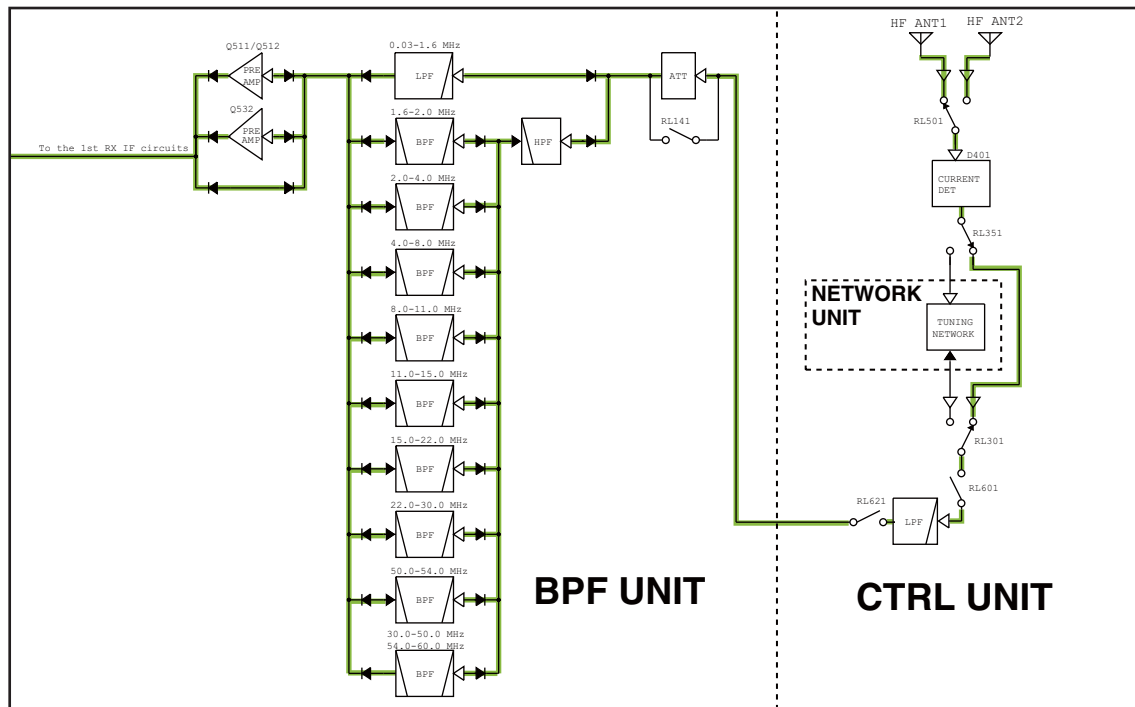 HF ANT1 HF ANT2
Q511/Q512
0.03-1.6 MHz
PRE
AMP
LPF
ATT
Q532
1.6-2.0 MHz
RL141
RL501
PRE
AMP
BPF
HPF
To the 1st RX IF circuits
D401
CURRENT
DET
2.0-4.0 MHz
BPF
RL351
4.0-8.0 MHz
BPF
NETWORK
UNIT
8.0-11.0 MHz
BPF
TUNING
NETWORK
11.0-15.0 MHz
BPF
15.0-22.0 MHz
BPF
RL301
RL601
22.0-30.0 MHz
BPF
RL621
LPF
50.0-54.0 MHz
BPF
BPF UNIT
CTRL UNIT
30.0-50.0 MHz
54.0-60.0 MHz
BPF